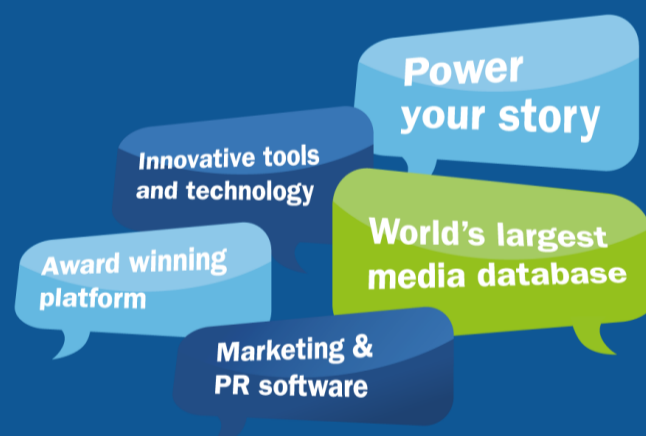 Power
your story
Innovative tools
and technology
World's largest
media database
Award winning
platform
Marketing &
PR software